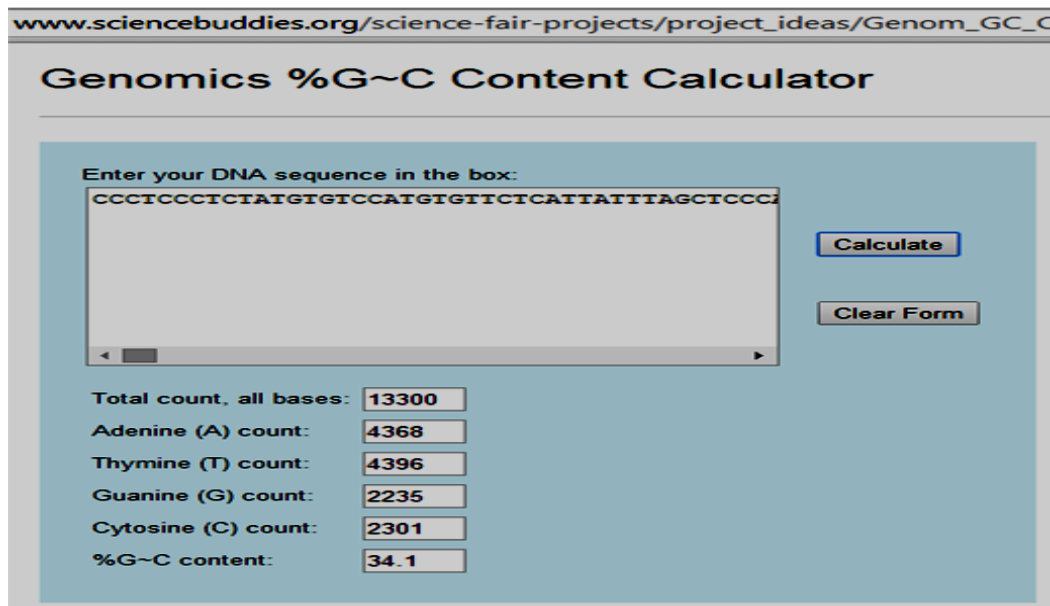 www.sciencebuddies.org/science-fair-projects/project_ideas/Genom_GC_C
Genomics %G~C Content Calculator
Enter your DNA sequence in the box:
CCCTCCCTCTATGTGTCCATGTGTTCTCATTATTTAGCTCCCA
Calculate
Clear Form
Total count, all bases: 13300
Adenine (A) count: 4368
Thymine (T) count: 4396
Guanine (G) count: 2235
Cytosine (C) count: 2301
%G~C content: 34.1